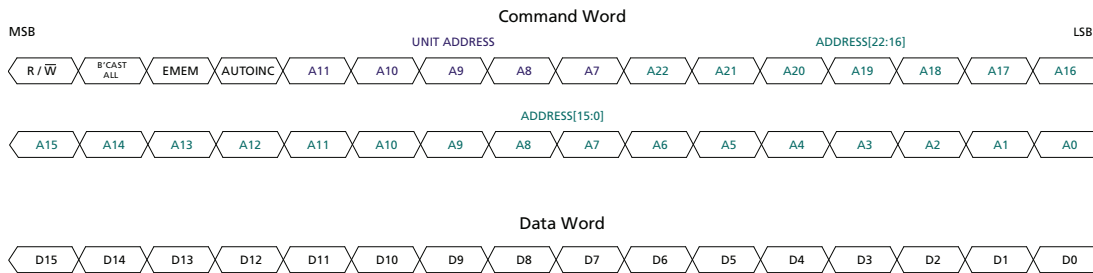 Command Word
MSB LSB
UNIT ADDRESS ADDRESS[22:16]
R / W̅ B'CAST ALL EMEM AUTOINC A11 A10 A9 A8 A7 A22 A21 A20 A19 A18 A17 A16
ADDRESS[15:0]
A15 A14 A13 A12 A11 A10 A9 A8 A7 A6 A5 A4 A3 A2 A1 A0
Data Word
D15 D14 D13 D12 D11 D10 D9 D8 D7 D6 D5 D4 D3 D2 D1 D0